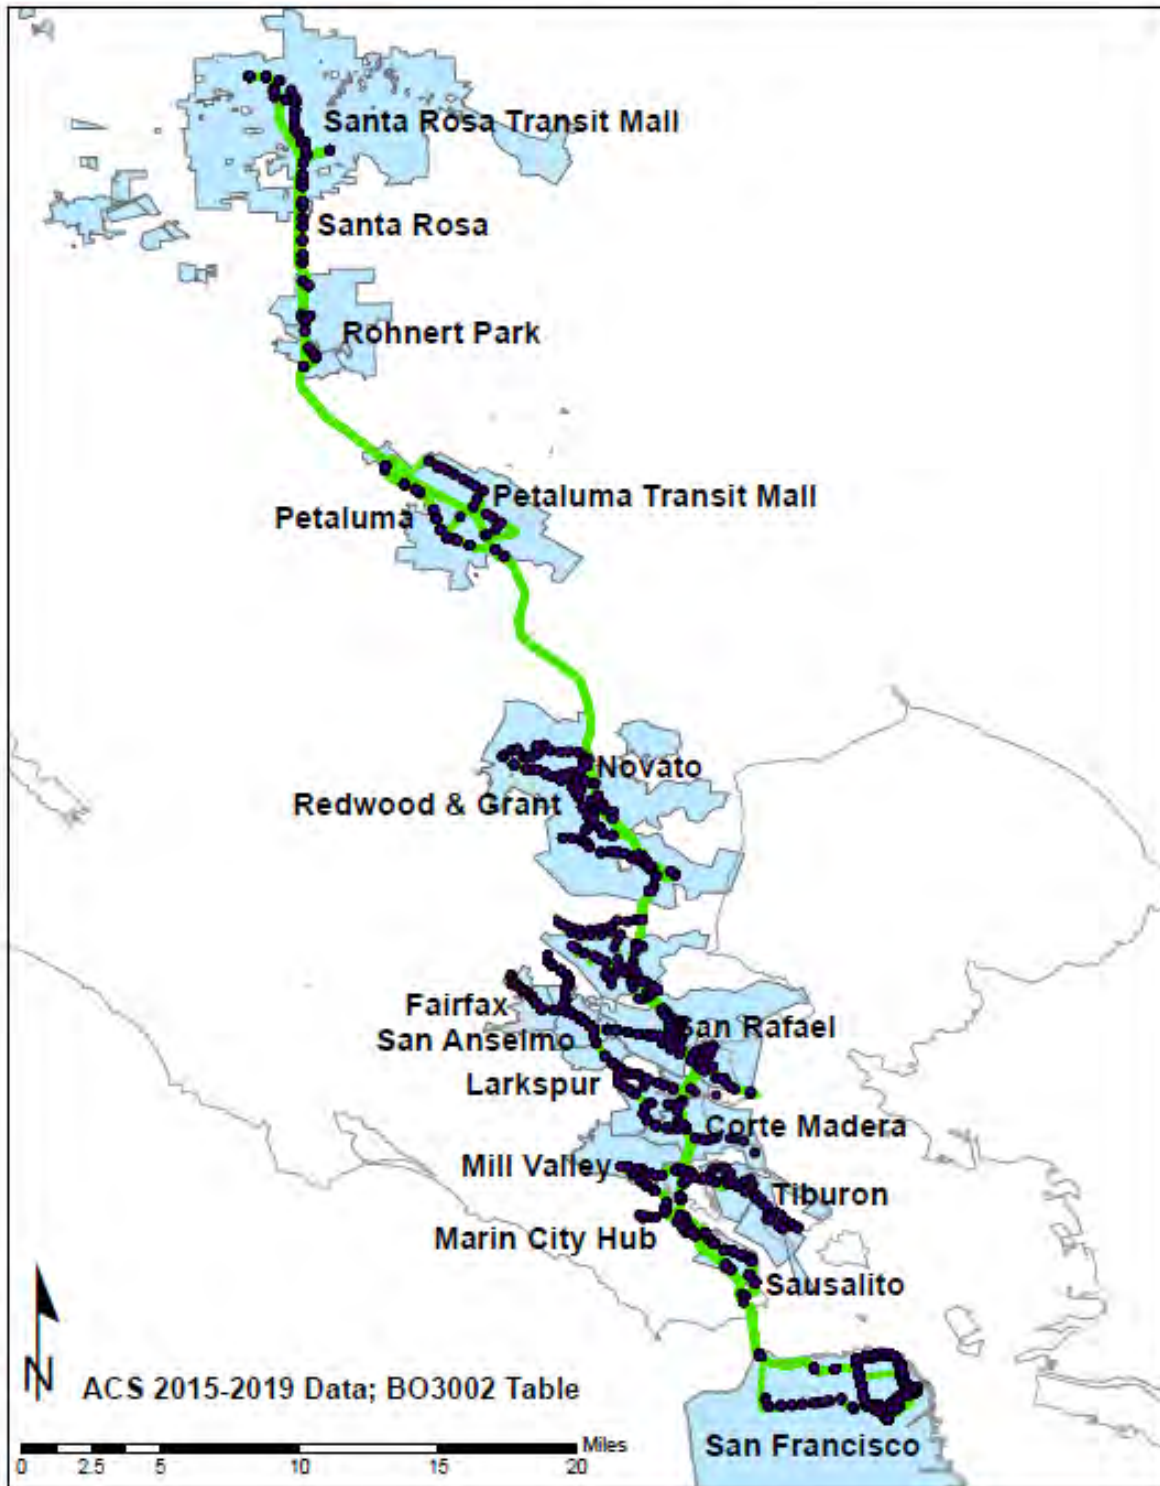 Santa Rosa Transit Mall
Santa Rosa
Rohnert Park
Petaluma Transit Mall
Petaluma
Novato
Redwood & Grant
Fairfax
San Rafael
San Anselmo
Larkspur
Corte Madera
Mill Valley
Tiburon
Marin City Hub
Sausalito
N
ACS 2015-2019 Data; BO3002 Table
San Francisco
Miles
0 2.5 5 10 15 20